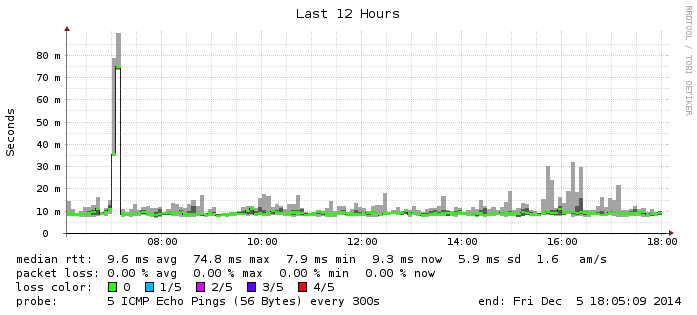 Last 12 Hours
RRDTOOL / TOBI OETIKER
Seconds
80 m
70 m
60 m
50 m
40 m
30 m
20 m
10 m
0
08:00 10:00 12:00 14:00 16:00 18:00
median rtt: 9.6 ms avg 74.8 ms max 7.9 ms min 9.3 ms now 5.9 ms sd 1.6 am/s
packet loss: 0.00 % avg 0.00 % max 0.00 % min 0.00 % now
loss color: 0 1/5 2/5 3/5 4/5
probe: 5 ICMP Echo Pings (56 Bytes) every 300s end: Fri Dec 5 18:05:09 2014